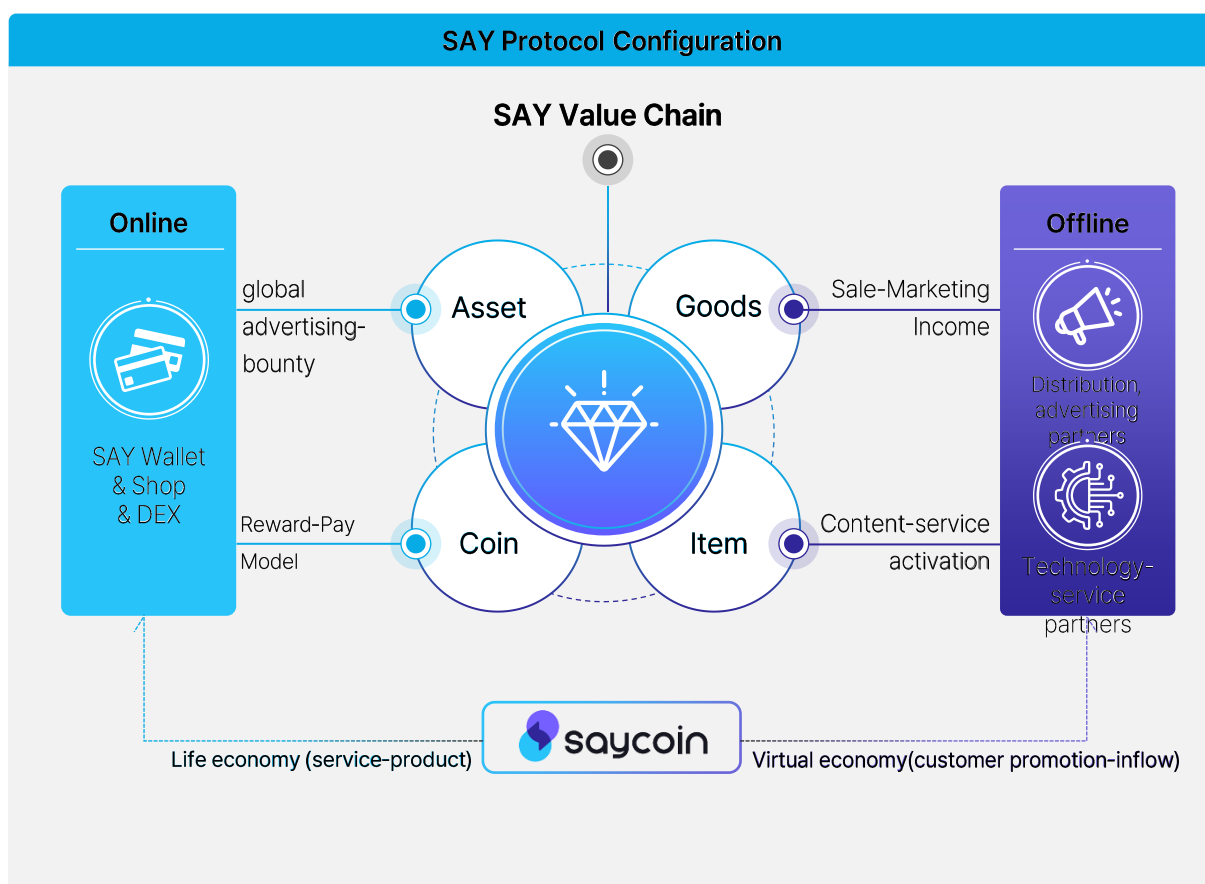 SAY Protocol Configuration
SAY Value Chain
Online
SAY Wallet
& Shop
& DEX
global
advertising-
bounty
Reward-Pay
Model
Asset
Goods
Coin
Item
Sale-Marketing
Income
Content-service
activation
Offline
Distribution,
advertising
partners
Technology-
service
partners
saycoin
Life economy (service-product)
Virtual economy(customer promotion-inflow)